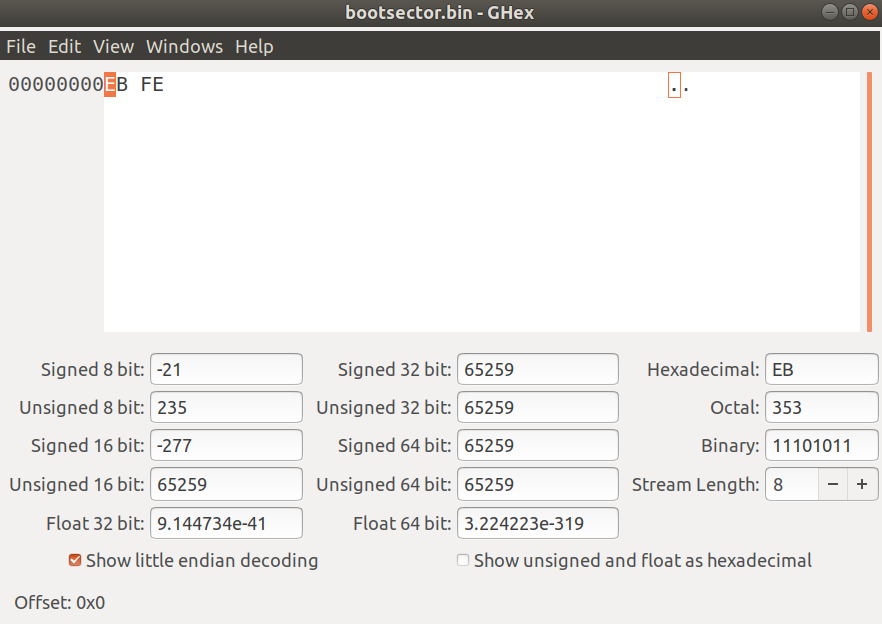 bootsector.bin - GHex
File Edit View Windows Help
00000000EB FE ..
Signed 8 bit: -21 Signed 32 bit: 65259 Hexadecimal: EB
Unsigned 8 bit: 235 Unsigned 32 bit: 65259 Octal: 353
Signed 16 bit: -277 Signed 64 bit: 65259 Binary: 11101011
Unsigned 16 bit: 65259 Unsigned 64 bit: 65259 Stream Length: 8 − +
Float 32 bit: 9.144734e-41 Float 64 bit: 3.224223e-319
Show little endian decoding Show unsigned and float as hexadecimal
Offset: 0x0